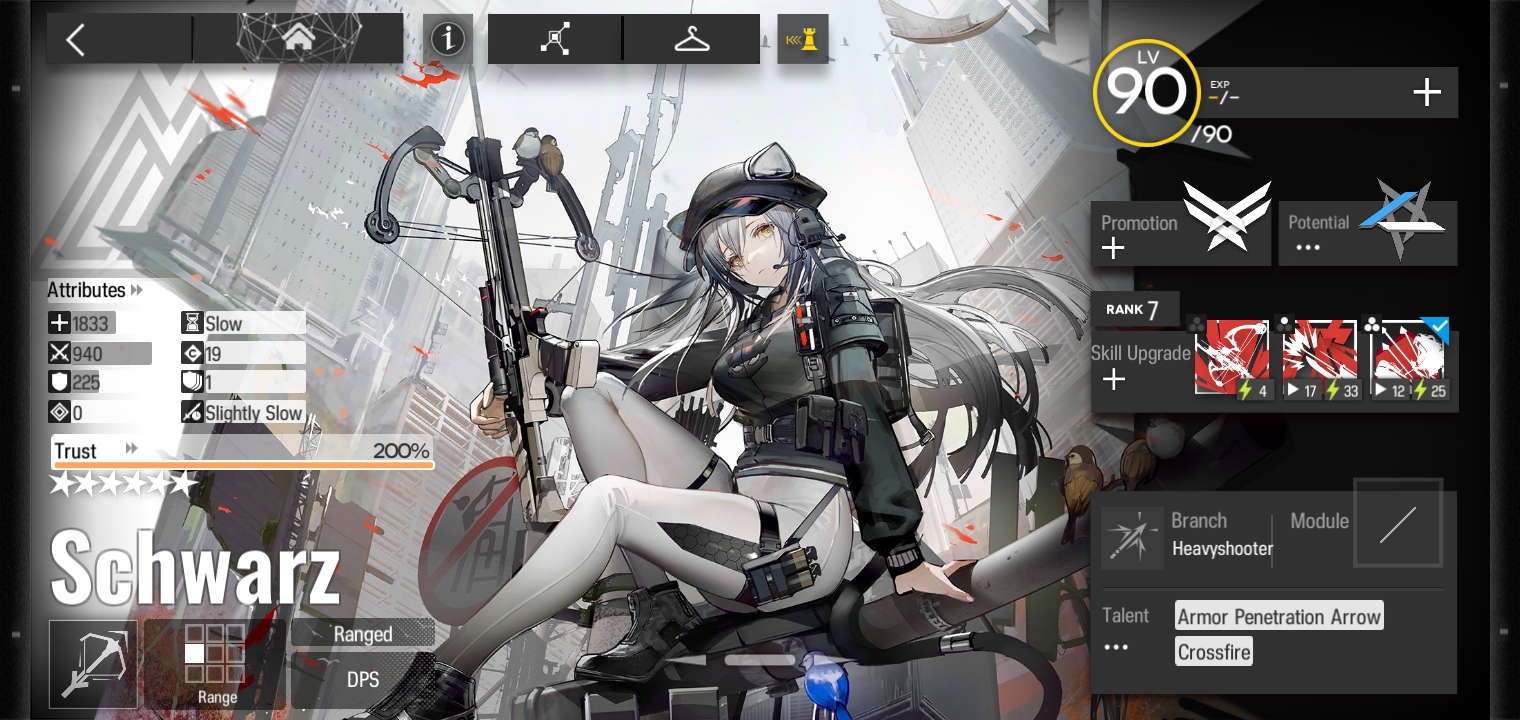 LV
90
EXP
-/-
/90
Promotion
Potential
RANK 7
Skill Upgrade
4
17 33
12 25
Attributes
1833 Slow
940 19
225 1
0 Slightly Slow
Trust 200%
Schwarz
Range
Ranged
DPS
Branch
Heavyshooter
Module
Talent
Armor Penetration Arrow
Crossfire